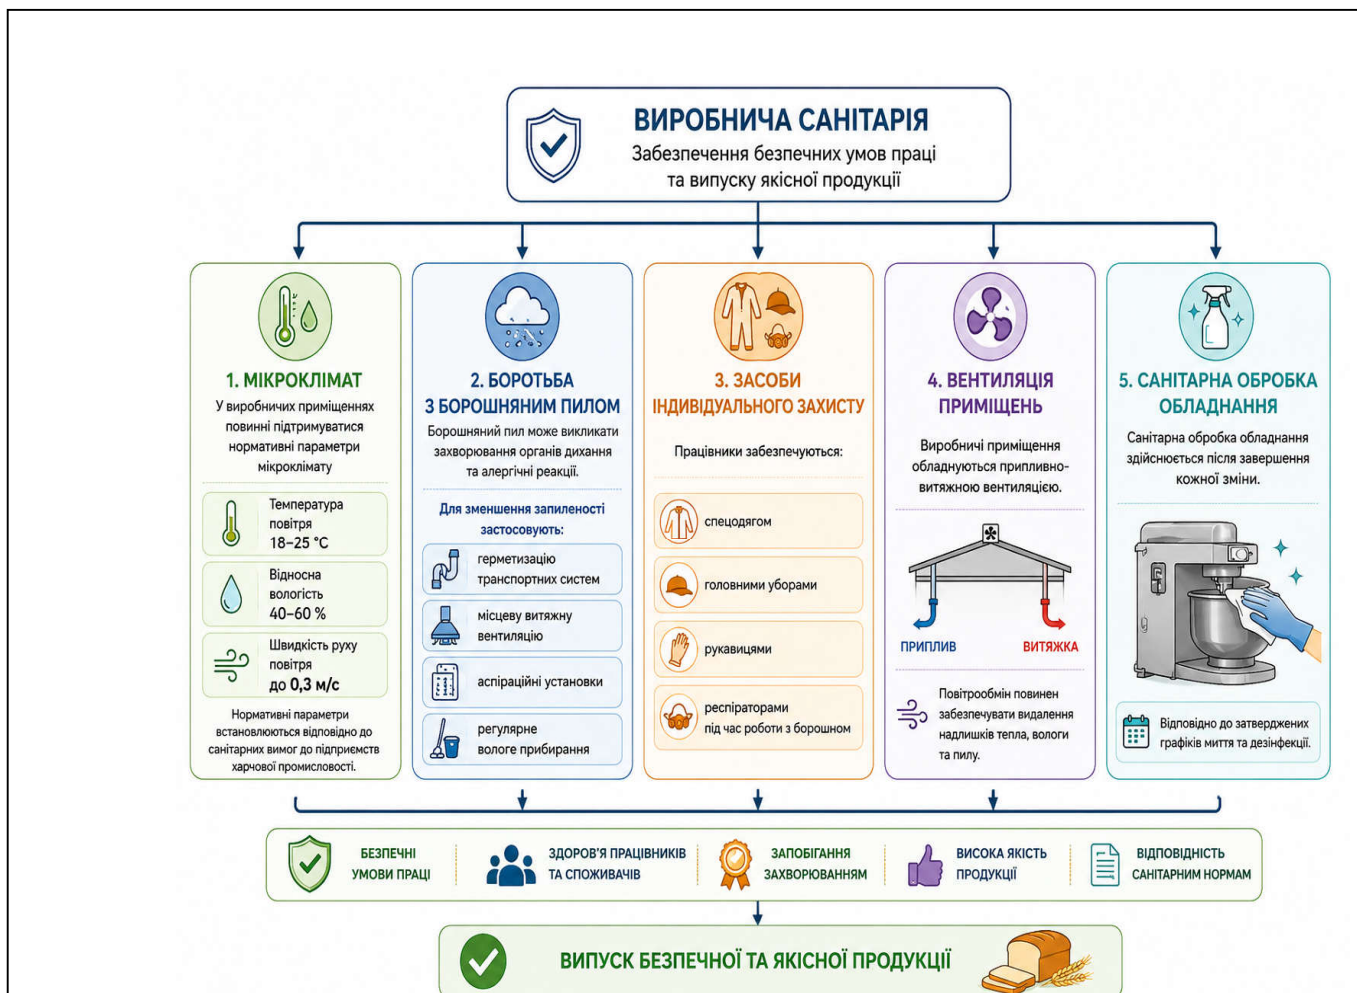 ВИРОБНИЧА САНІТАРІЯ
Забезпечення безпечних умов праці
та випуску якісної продукції
1. МІКРОКЛІМАТ
У виробничих приміщеннях
повинні підтримуватися
нормативні параметри
мікроклімату
Температура
повітря
18–25 °C
Відносна
вологість
40–60 %
Швидкість руху
повітря
до 0,3 м/с
Нормативні параметри
встановлюються відповідно до
санітарних вимог до підприємств
харчової промисловості.
2. БОРОТЬБА
З БОРОШНЯНИМ ПИЛОМ
Борошняний пил може викликати
захворювання органів дихання
та алергічні реакції.
Для зменшення запиленості
застосовують:
герметизацію
транспортних систем
місцеву витяжну
вентиляцію
аспіраційні установки
регулярне
вологе прибирання
3. ЗАСОБИ
ІНДИВІДУАЛЬНОГО ЗАХИСТУ
Працівники забезпечуються:
спецодягом
головними уборами
рукавицями
респіраторами
під час роботи з борошном
4. ВЕНТИЛЯЦІЯ
ПРИМІЩЕНЬ
Виробничі приміщення
обладнуються припливно-
витяжною вентиляцією.
ПРИПЛИВ
ВИТЯЖКА
Повітрообмін повинен
забезпечувати видалення
надлишків тепла, вологи
та пилу.
5. САНІТАРНА ОБРОБКА
ОБЛАДНАННЯ
Санітарна обробка обладнання
здійснюється після завершення
кожної зміни.
Відповідно до затверджених
графіків миття та дезінфекції.
БЕЗПЕЧНІ
УМОВИ ПРАЦІ
ЗДОРОВ'Я ПРАЦІВНИКІВ
ТА СПОЖИВАЧІВ
ЗАПОБІГАННЯ
ЗАХВОРЮВАННЯМ
ВИСОКА ЯКІСТЬ
ПРОДУКЦІЇ
ВІДПОВІДНІСТЬ
САНІТАРНИМ НОРМАМ
ВИПУСК БЕЗПЕЧНОЇ ТА ЯКІСНОЇ ПРОДУКЦІЇ